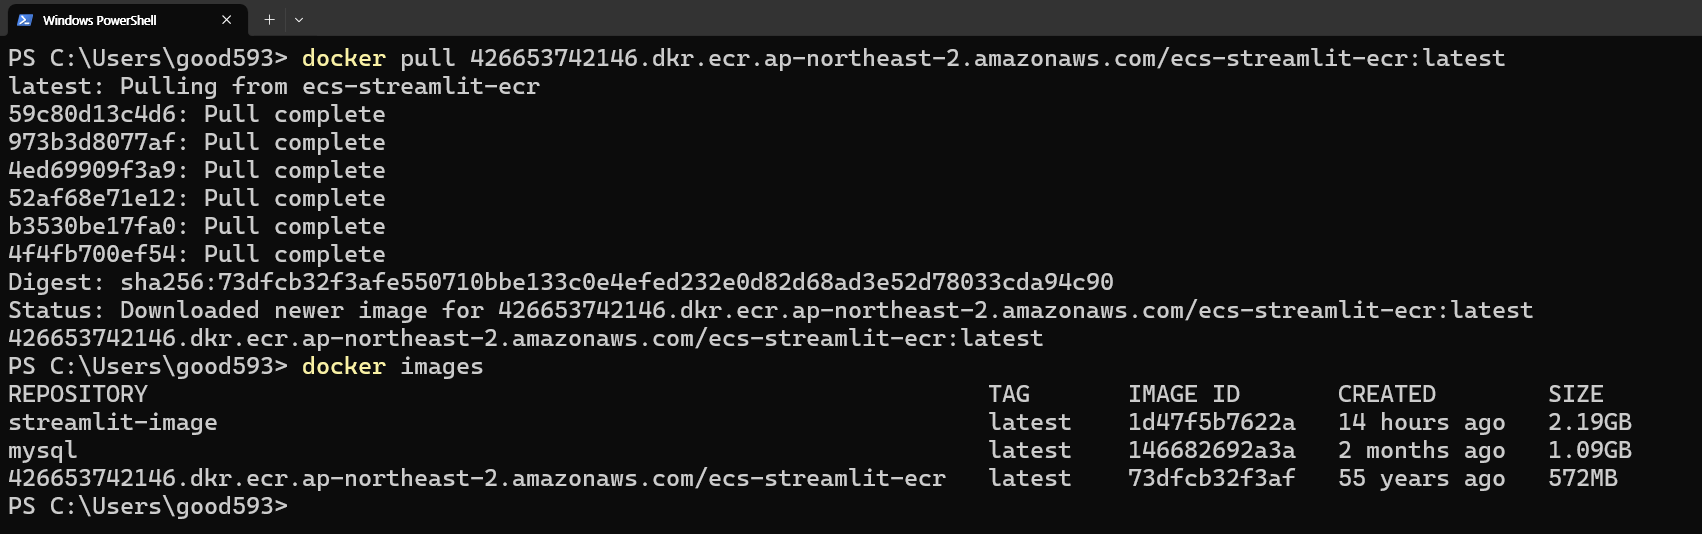 Windows PowerShell
PS C:\Users\good593> docker pull 426653742146.dkr.ecr.ap-northeast-2.amazonaws.com/ecs-streamlit-ecr:latest
latest: Pulling from ecs-streamlit-ecr
59c80d13c4d6: Pull complete
973b3d8077af: Pull complete
4ed69909f3a9: Pull complete
52af68e71e12: Pull complete
b3530be17fa0: Pull complete
4f4fb700ef54: Pull complete
Digest: sha256:73dfcb32f3afe550710bbe133c0e4efed232e0d82d68ad3e52d78033cda94c90
Status: Downloaded newer image for 426653742146.dkr.ecr.ap-northeast-2.amazonaws.com/ecs-streamlit-ecr:latest
426653742146.dkr.ecr.ap-northeast-2.amazonaws.com/ecs-streamlit-ecr:latest
PS C:\Users\good593> docker images
REPOSITORY TAG IMAGE ID CREATED SIZE
streamlit-image latest 1d47f5b7622a 14 hours ago 2.19GB
mysql latest 146682692a3a 2 months ago 1.09GB
426653742146.dkr.ecr.ap-northeast-2.amazonaws.com/ecs-streamlit-ecr latest 73dfcb32f3af 55 years ago 572MB
PS C:\Users\good593>